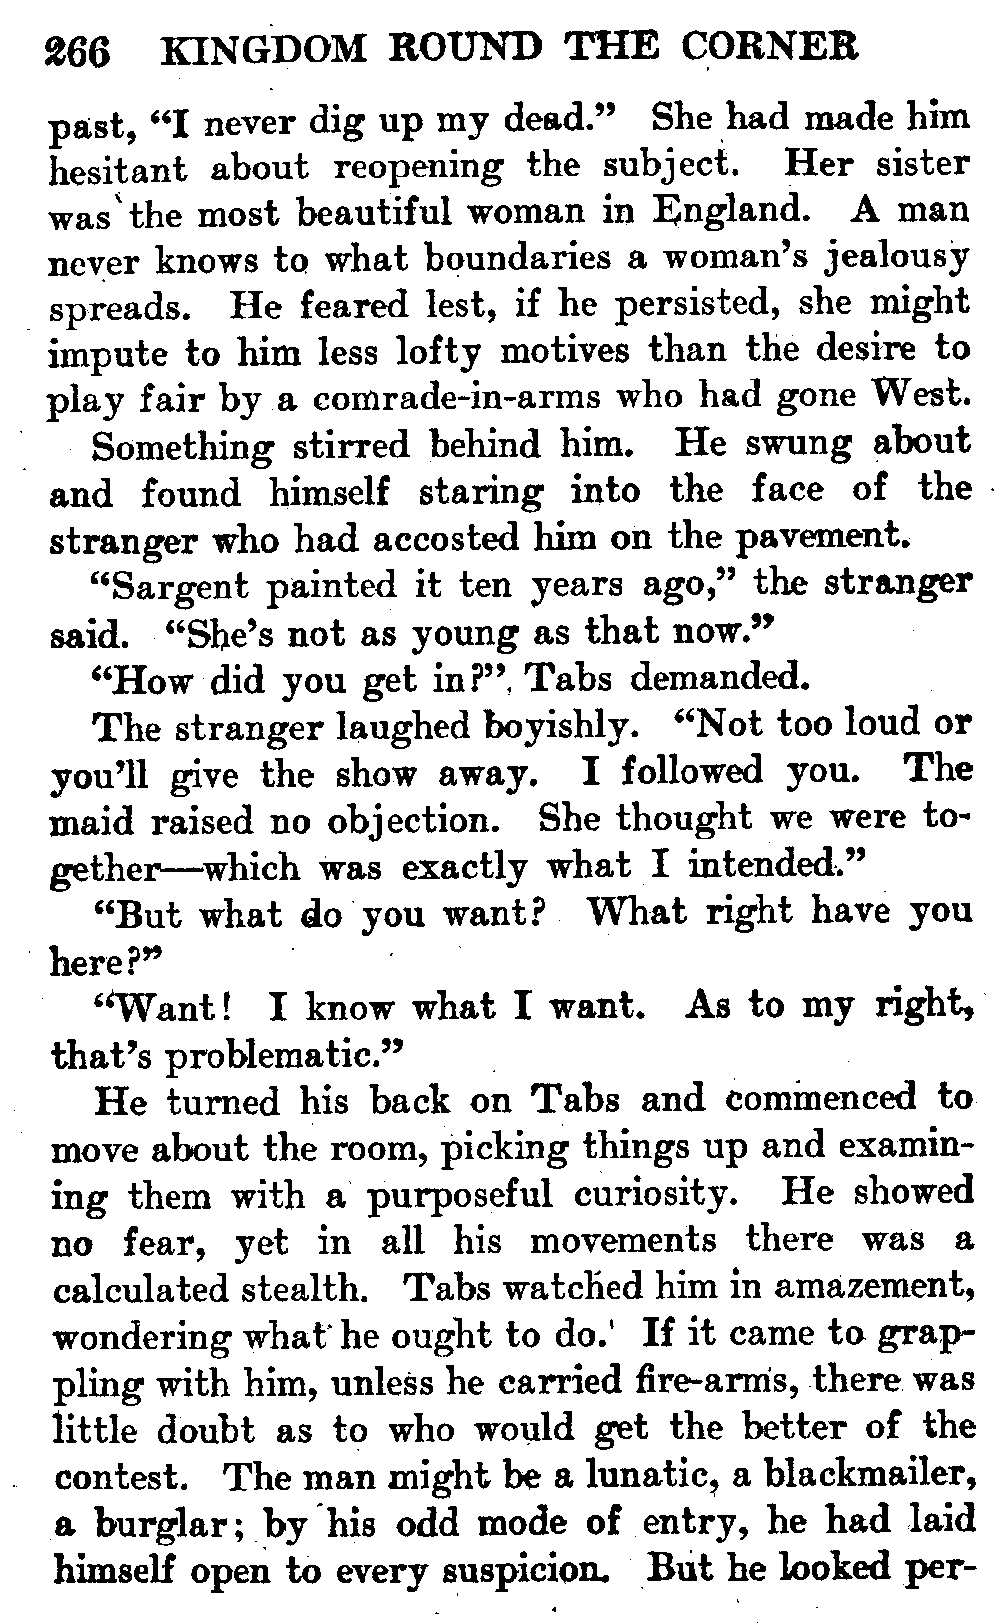 266 KINGDOM ROUND THE CORNER
past, “I never dig up my dead.” She had made him
hesitant about reopening the subject. Her sister
was the most beautiful woman in England. A man
never knows to what boundaries a woman’s jealousy
spreads. He feared lest, if he persisted, she might
impute to him less lofty motives than the desire to
play fair by a comrade-in-arms who had gone West.
Something stirred behind him. He swung about
and found himself staring into the face of the
stranger who had accosted him on the pavement.
“Sargent painted it ten years ago,” the stranger
said. “She’s not as young as that now.”
“How did you get in?” Tabs demanded.
The stranger laughed boyishly. “Not too loud or
you’ll give the show away. I followed you. The
maid raised no objection. She thought we were to-
gether—which was exactly what I intended.”
“But what do you want? What right have you
here?”
“Want! I know what I want. As to my right,
that’s problematic.”
He turned his back on Tabs and commenced to
move about the room, picking things up and examin-
ing them with a purposeful curiosity. He showed
no fear, yet in all his movements there was a
calculated stealth. Tabs watched him in amazement,
wondering what he ought to do. If it came to grap-
pling with him, unless he carried fire-arms, there was
little doubt as to who would get the better of the
contest. The man might be a lunatic, a blackmailer,
a burglar; by his odd mode of entry, he had laid
himself open to every suspicion. But he looked per-